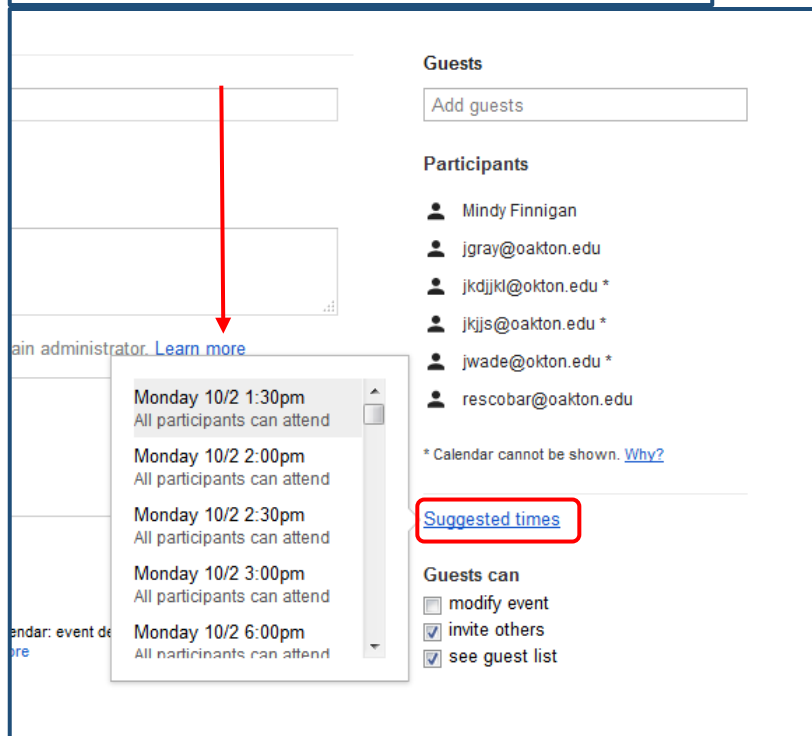 Guests
Add guests
Participants
Mindy Finnigan
jgray@oakton.edu
jkdjjkl@okton.edu *
jkjjs@oakton.edu *
jwade@okton.edu *
rescobar@oakton.edu
* Calendar cannot be shown. Why?
Suggested times
Guests can
modify event
invite others
see guest list
ain administrator. Learn more
Monday 10/2 1:30pm
All participants can attend
Monday 10/2 2:00pm
All participants can attend
Monday 10/2 2:30pm
All participants can attend
Monday 10/2 3:00pm
All participants can attend
Monday 10/2 6:00pm
All participants can attend
endar: event de
ore